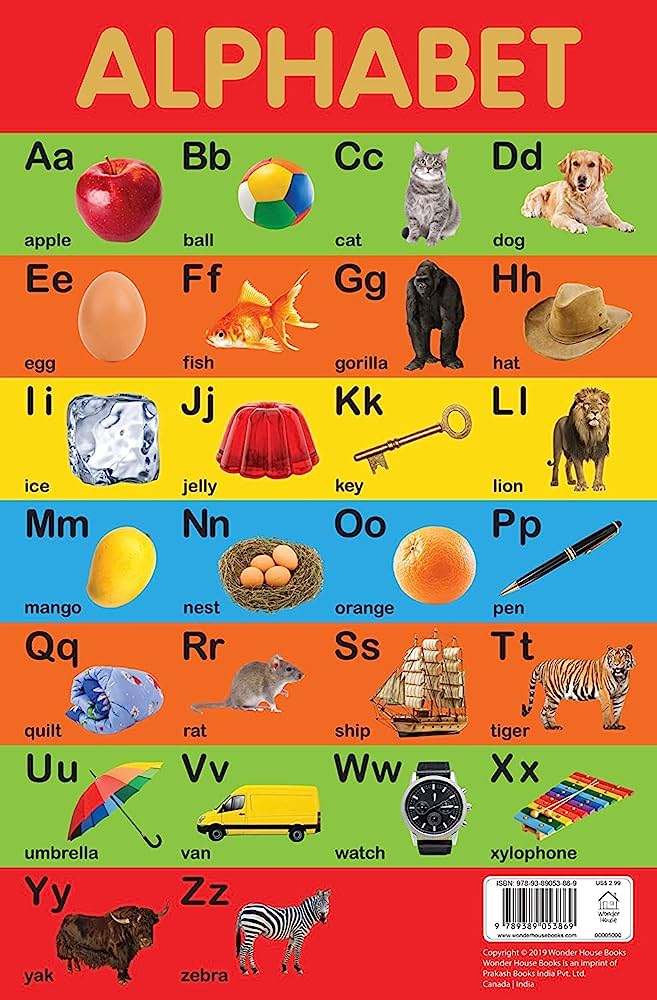 ALPHABET
Aa Bb Cc Dd
apple ball cat dog
Ee Ff Gg Hh
egg fish gorilla hat
Ii Jj Kk Ll
ice jelly key lion
Mm Nn Oo Pp
mango nest orange pen
Qq Rr Ss Tt
quilt rat ship tiger
Uu Vv Ww Xx
umbrella van watch xylophone
Yy Zz
yak zebra
ISBN: 978-93-89053-86-9
US$ 2.99
9 789389 053869
Wonder
House
www.wonderhousebooks.com
00005000
Copyright © 2019 Wonder House Books
Wonder House Books is an imprint of
Prakash Books India Pvt. Ltd.
Canada | India